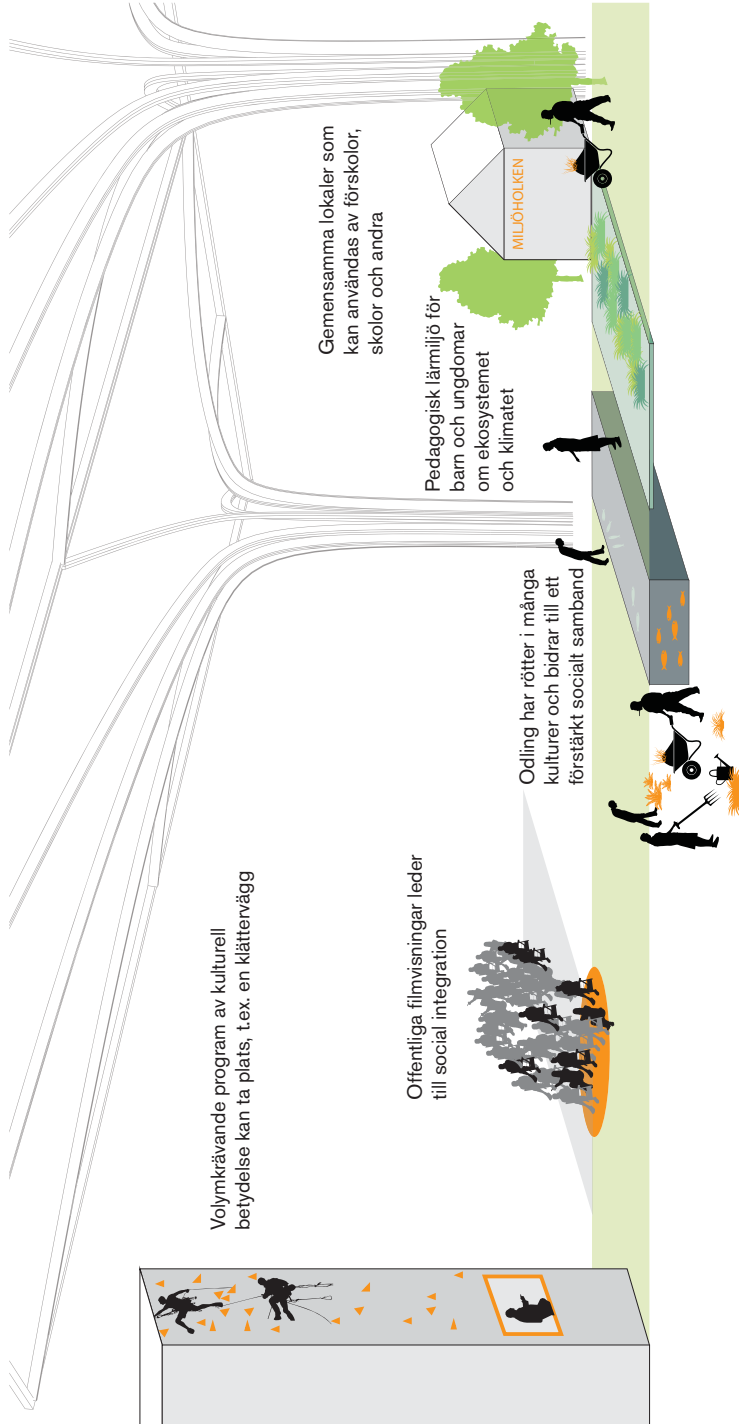 Volymkrävande program av kulturell
betydelse kan ta plats, t.ex. en klättervägg
Offentliga filmvisningar leder
till social integration
Odling har rötter i många
kulturer och bidrar till ett
förstärkt socialt samband
Pedagogisk lärmiljö för
barn och ungdomar
om ekosystemet
och klimatet
Gemensamma lokaler som
kan användas av förskolor,
skolor och andra
MILJÖHOLKEN